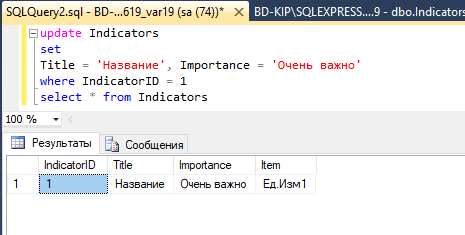 SQLQuery2.sql - BD-...619_var19 (sa (74))* BD-KIP\SQLEXPRESS....9 - dbo.Indicators
update Indicators
set
Title = 'Название', Importance = 'Очень важно'
where IndicatorID = 1
select * from Indicators
100 %
Результаты Сообщения
IndicatorID Title Importance Item
1 1 Название Очень важно Ед.Изм1